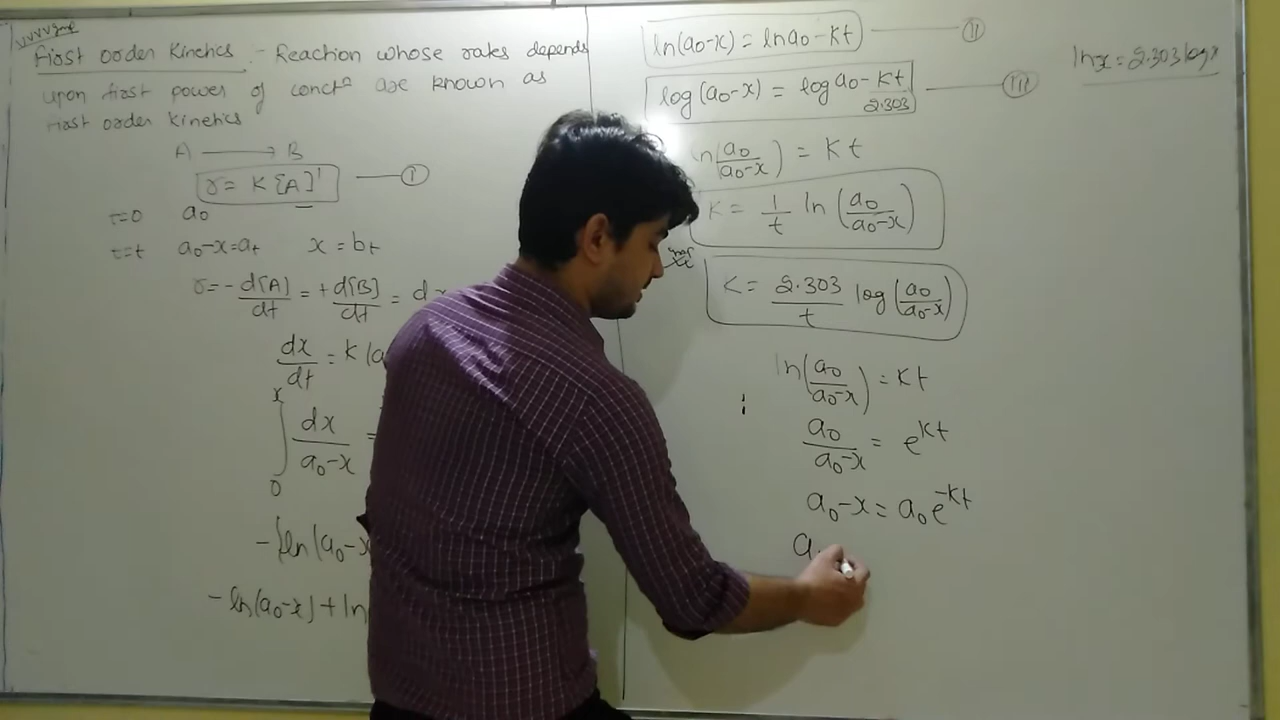 VVVV Imp
First Order Kinetics :- Reaction whose rates depends
upon first power of concⁿ are known as
First order Kinetics
A ⟶ B
r = K[A]¹ —— (I)
t=0 a₀
t=t a₀-x=aₜ x = bₜ
r = -d[A]/dt = +d[B]/dt = dx
dx/dt = K(a
∫₀ˣ dx/(a₀-x) =
-[ln(a₀-x
-ln(a₀-x) + ln
ln(a₀-x) = ln a₀ - Kt —— (II)
log(a₀-x) = log a₀ - Kt/2.303 —— (III)
ln(a₀/(a₀-x)) = Kt
K = 1/t ln(a₀/(a₀-x))
K = 2.303/t log(a₀/(a₀-x))
ln(a₀/(a₀-x)) = Kt
a₀/(a₀-x) = e^Kt
a₀-x = a₀e^-Kt
a
ln x = 2.303 log x